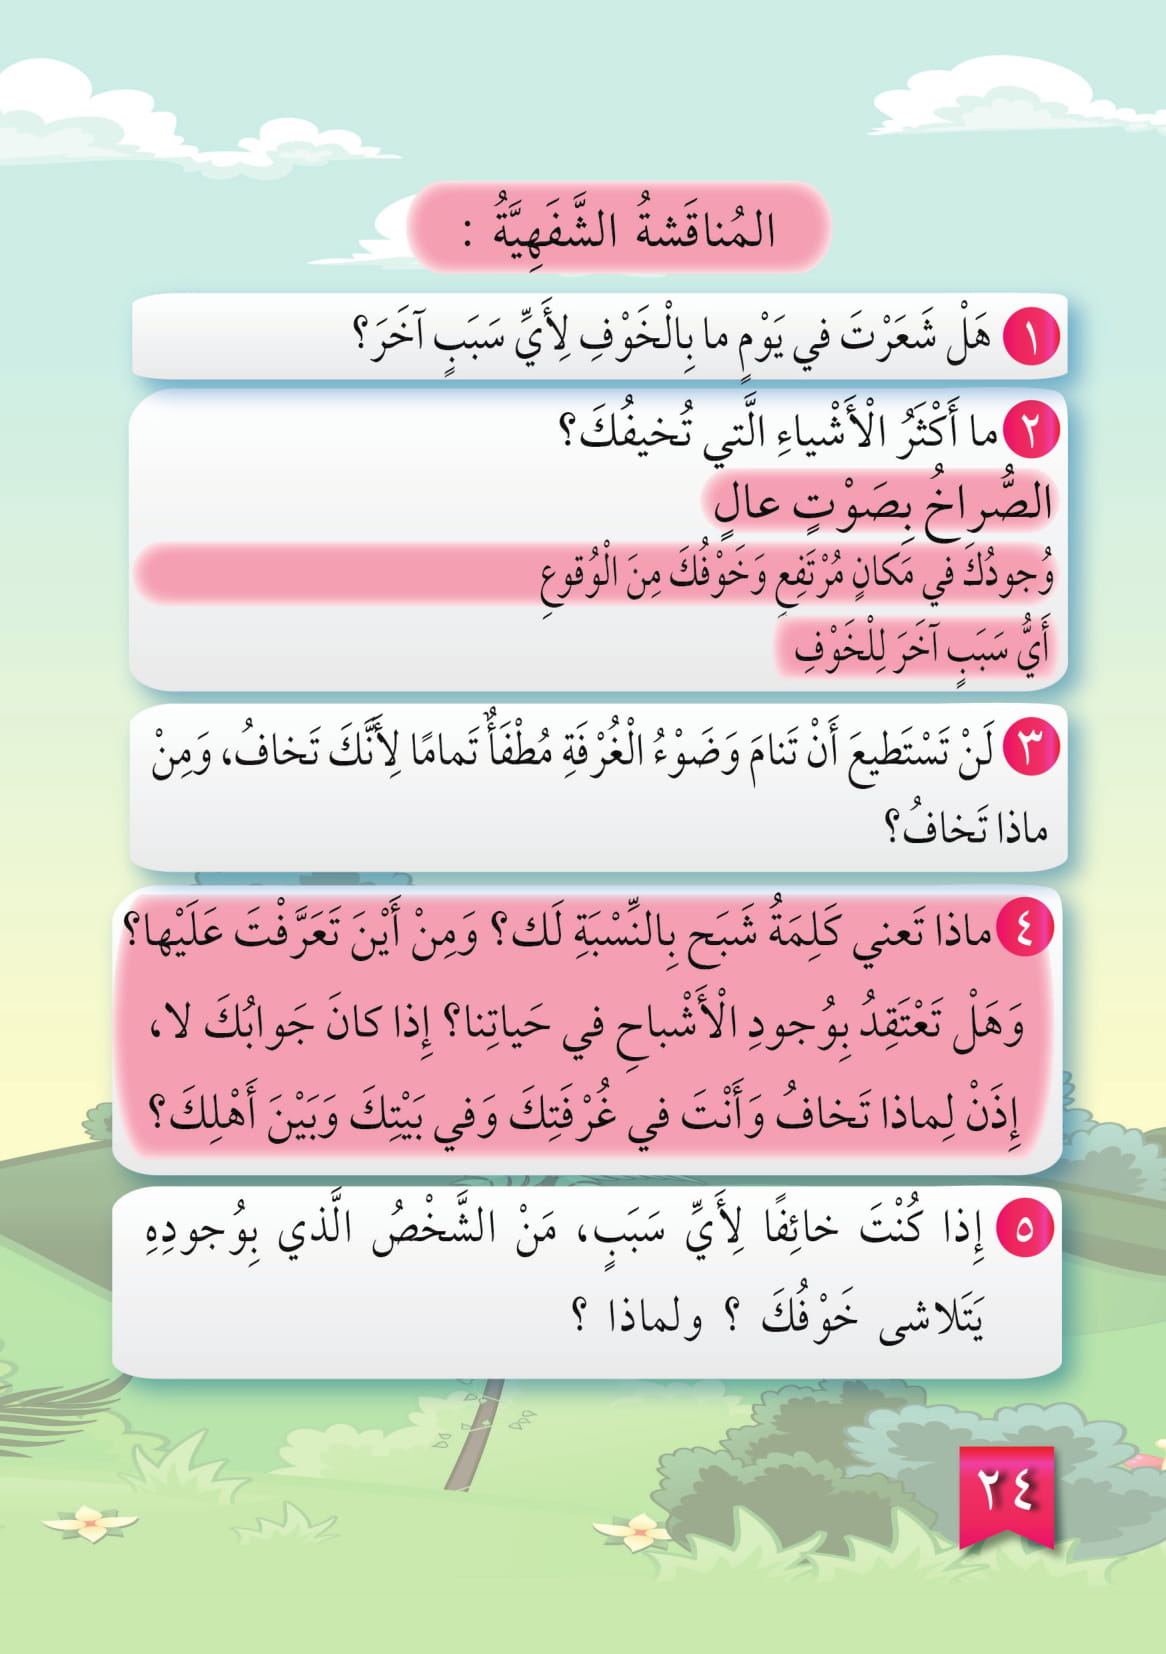 المُناقَشةُ الشَّفَهِيَّةُ :
١ هَلْ شَعَرْتَ في يَوْمٍ ما بِالْخَوْفِ لِأَيِّ سَبَبٍ آخَرَ؟
٢ ما أَكْثَرُ الْأَشْياءِ الَّتي تُخيفُكَ؟
الصُّراخُ بِصَوْتٍ عالٍ
وُجودُكَ في مَكانٍ مُرْتَفِعِ وَخَوْفُكَ مِنَ الْوُقوعِ
أَيُّ سَبَبٍ آخَرَ لِلْخَوْفِ
٣ لَنْ تَسْتَطيعَ أَنْ تَنامَ وَضَوْءُ الْغُرْفَةِ مُطْفَأٌ تَمامًا لِأَنَّكَ تَخافُ، وَمِنْ
ماذا تَخافُ؟
٤ ماذا تَعني كَلِمَةُ شَبَح بِالنِّسْبَةِ لَك؟ وَمِنْ أَيْنَ تَعَرَّفْتَ عَلَيْها؟
وَهَلْ تَعْتَقِدُ بِوُجودِ الْأَشْباحِ في حَياتِنا؟ إِذا كانَ جَوابُكَ لا،
إِذَنْ لِماذا تَخافُ وَأَنْتَ في غُرْفَتِكَ وَفي بَيْتِكَ وَبَيْنَ أَهْلِكَ؟
٥ إِذا كُنْتَ خائِفًا لِأَيِّ سَبَبٍ، مَنْ الشَّخْصُ الَّذي بِوُجودِهِ
يَتَلاشى خَوْفُكَ ؟ ولماذا ؟
٢٤